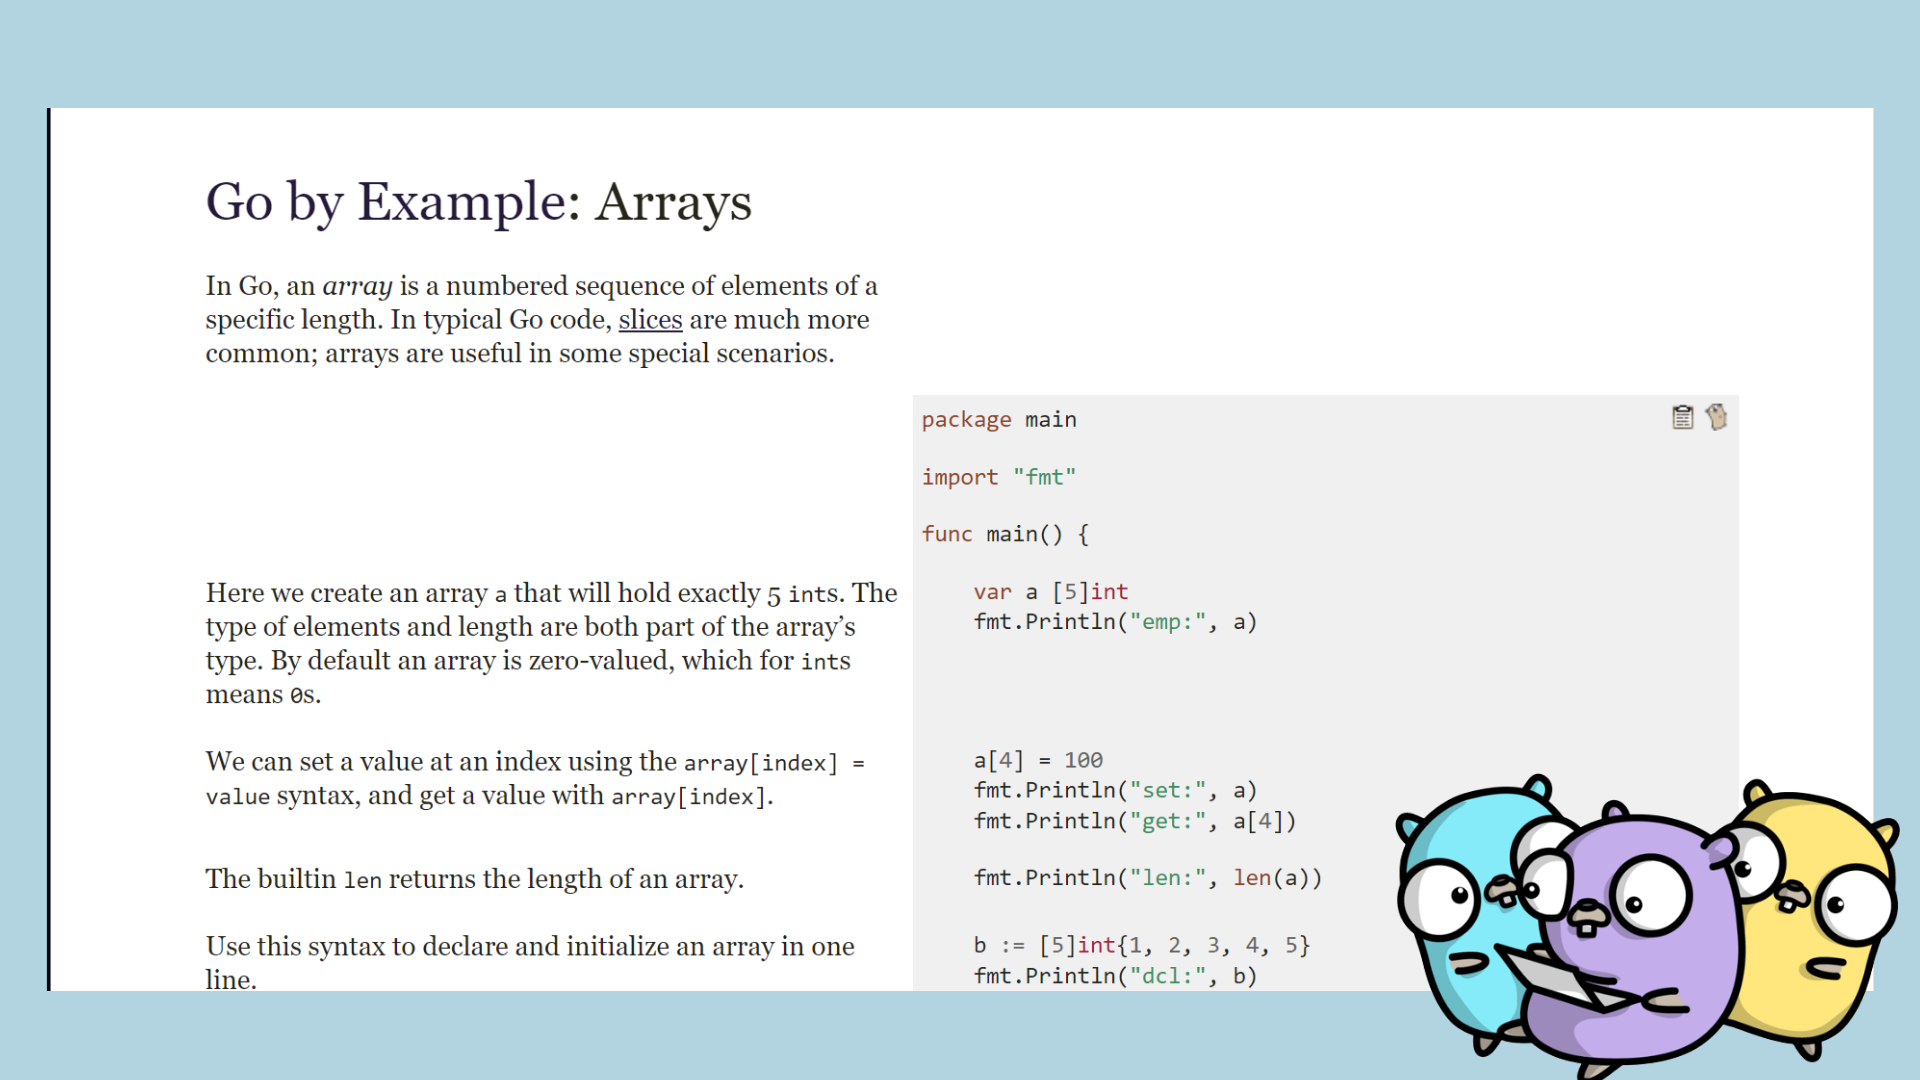 Go by Example: Arrays
In Go, an array is a numbered sequence of elements of a
specific length. In typical Go code, slices are much more
common; arrays are useful in some special scenarios.
package main
import "fmt"
func main() {
Here we create an array a that will hold exactly 5 ints. The
type of elements and length are both part of the array’s
type. By default an array is zero-valued, which for ints
means 0s.
var a [5]int
fmt.Println("emp:", a)
We can set a value at an index using the array[index] =
value syntax, and get a value with array[index].
a[4] = 100
fmt.Println("set:", a)
fmt.Println("get:", a[4])
The builtin len returns the length of an array.
fmt.Println("len:", len(a))
Use this syntax to declare and initialize an array in one
line.
b := [5]int{1, 2, 3, 4, 5}
fmt.Println("dcl:", b)